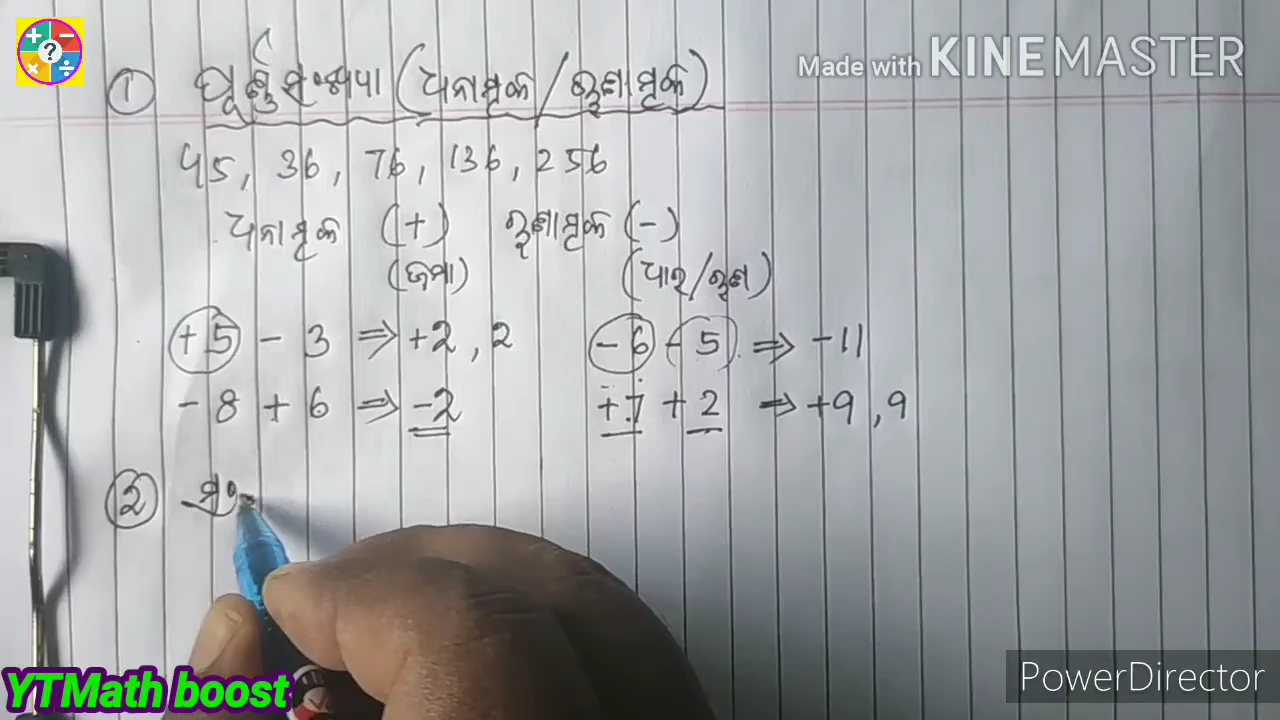 Made with KINEMASTER
① ପୂର୍ଣ୍ଣସଂଖ୍ୟା (ଧନାତ୍ମକ / ଋଣାତ୍ମକ)
45, 36, 76, 136, 256
ଧନାତ୍ମକ (+) ଋଣାତ୍ମକ (-)
(ଜମା) (ଧାର/ଋଣ)
+5 - 3 ⇒ +2, 2 -6 - 5 ⇒ -11
-8 + 6 ⇒ -2 +7 + 2 ⇒ +9, 9
②
PowerDirector
YTMath boost